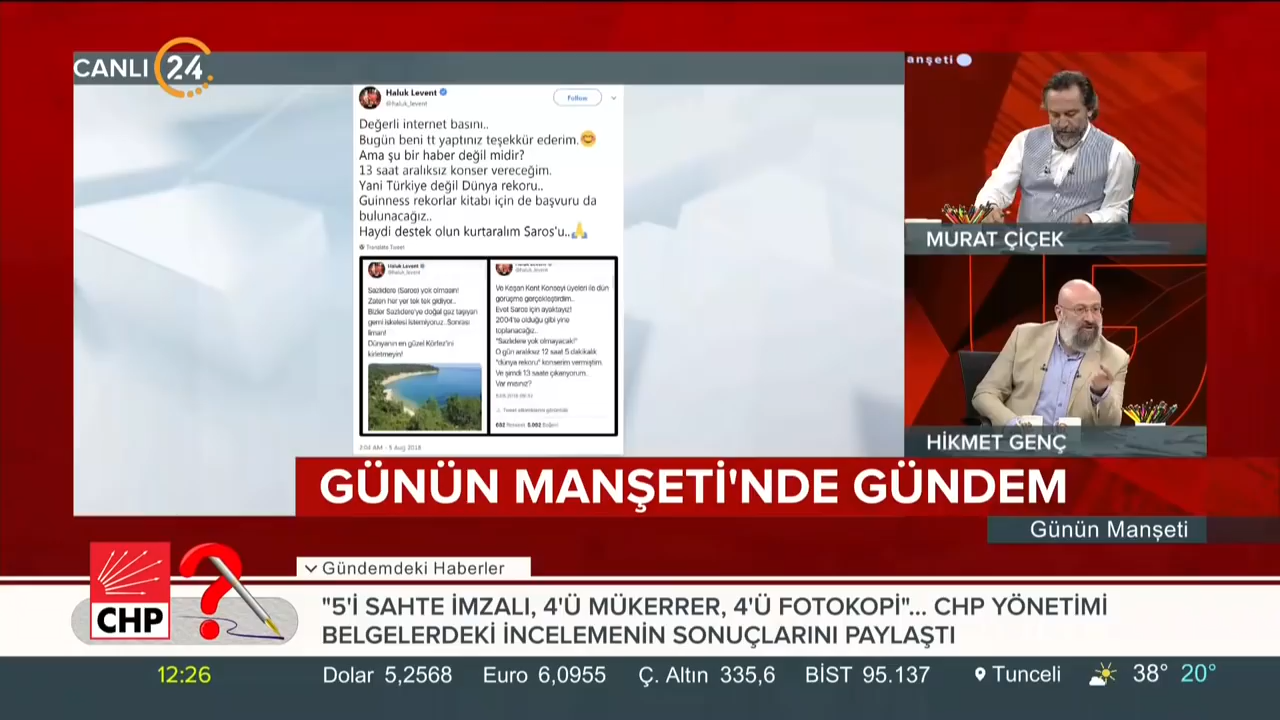 CANLI 24
anşeti
Haluk Levent
@haluk_levent
Follow
Değerli internet basını..
Bugün beni tt yaptınız teşekkür ederim.😊
Ama şu bir haber değil midir?
13 saat aralıksız konser vereceğim.
Yani Türkiye değil Dünya rekoru..
Guinness rekorlar kitabı için de başvuru da
bulunacağız..
Haydi destek olun kurtaralım Saros'u..🙏
Translate Tweet
Haluk Levent
@haluk_levent
Sazlıdere (Saros) yok olmasın!
Zaten her yer tek tek gidiyor..
Bizler Sazlıdere'ye doğal gaz taşıyan
gemi iskelesi istemiyoruz..Sonrası
liman!
Dünyanın en güzel Körfez'ini
kirletmeyin!
Haluk Levent
@haluk_levent
Ve Keşan Kent Konseyi üyeleri ile dün
görüşme gerçekleştirdim..
Evet Saros için ayaktayız!
2004'te olduğu gibi yine
toplanacağız..
"Sazlıdere yok olmayacak!"
O gün aralıksız 12 saat 5 dakikalık
"dünya rekoru" konserim vermiştim.
Ve şimdi 13 saate çıkarıyorum..
Var mısınız?
2:04 AM - 5 Aug 2018
MURAT ÇİÇEK
HİKMET GENÇ
GÜNÜN MANŞETİ'NDE GÜNDEM
Günün Manşeti
Gündemdeki Haberler
CHP
"5'İ SAHTE İMZALI, 4'Ü MÜKERRER, 4'Ü FOTOKOPİ"... CHP YÖNETİMİ
BELGELERDEKİ İNCELEMENİN SONUÇLARINI PAYLAŞTI
12:26 Dolar 5,2568 Euro 6,0955 Ç. Altın 335,6 BİST 95.137 Tunceli 38° 20°